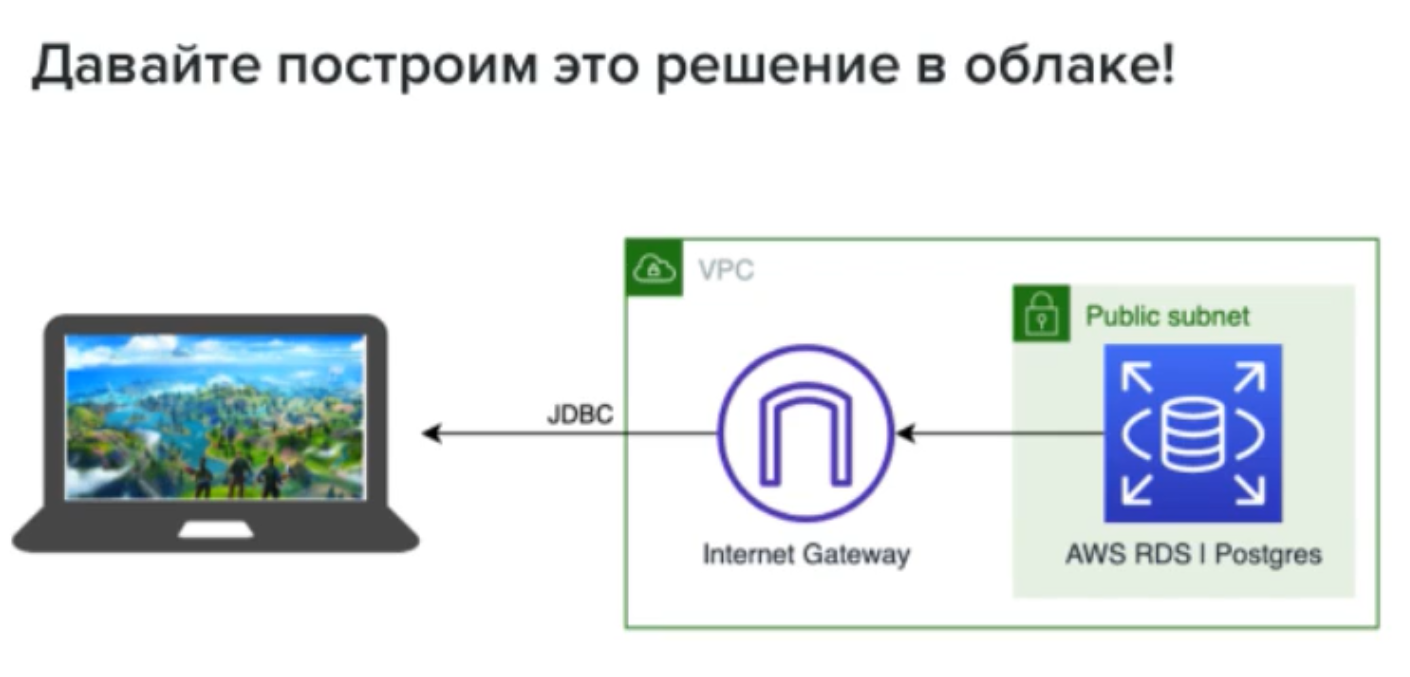 Давайте построим это решение в облаке!
VPC
Public subnet
JDBC
Internet Gateway
AWS RDS | Postgres